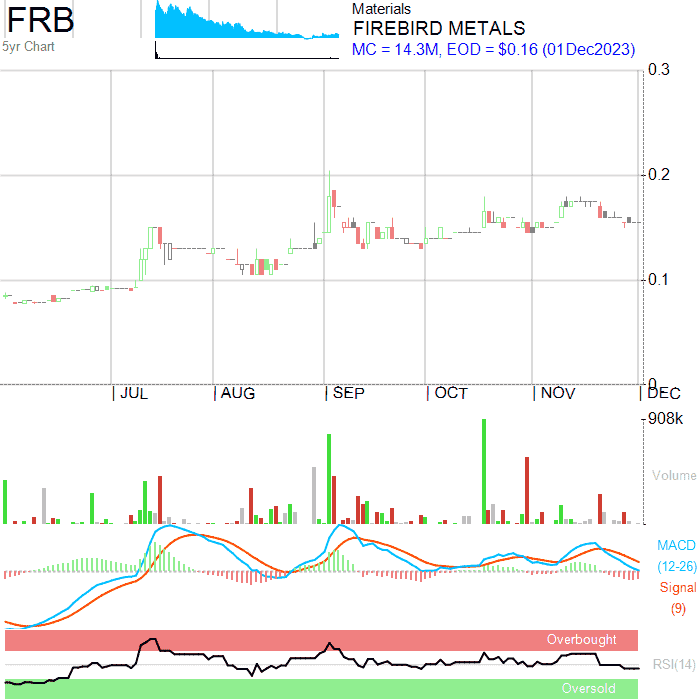 FRB
5yr Chart
Materials
FIREBIRD METALS
MC = 14.3M, EOD = $0.16 (01Dec2023)
0.3
0.2
0.1
0
JUL AUG SEP OCT NOV DEC
908k
Volume
MACD
(12-26)
Signal
(9)
Overbought
RSI(14)
Oversold